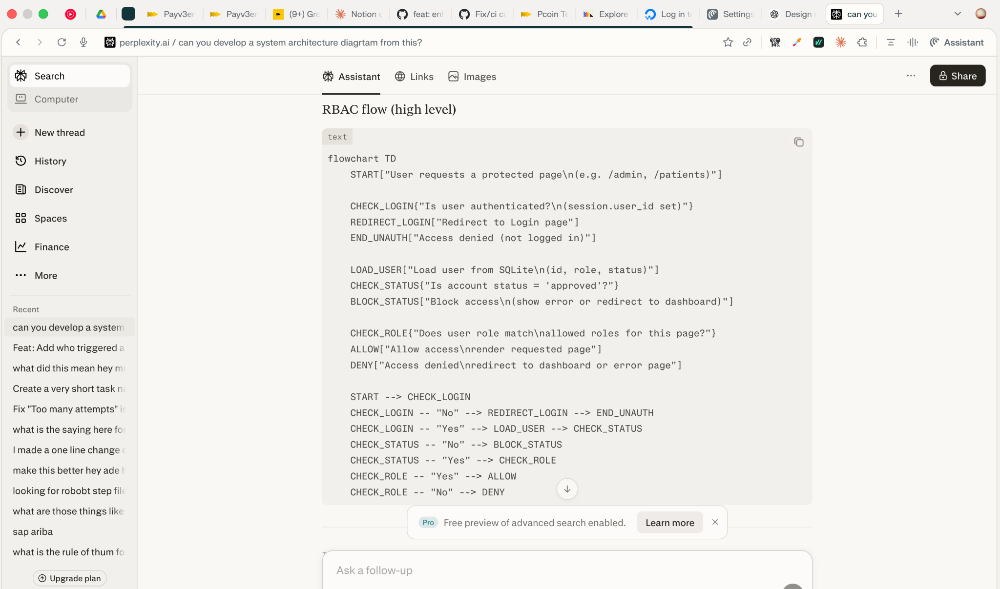 Payv3er
Payv3er
(9+) Gro
Notion
feat: enh
Fix/ci co
Pcoin Te
Explore
Log in to
Settings
Design
can you
perplexity.ai / can you develop a system architecture diagrtam from this?
Assistant
Search
Computer
New thread
History
Discover
Spaces
Finance
More
Recent
can you develop a system
Feat: Add who triggered a
what did this mean hey mr
Create a very short task na
Fix "Too many attempts" is
what is the saying here for
I made a one line change
make this better hey ade h
looking for robobt step file
what are those things like
sap ariba
what is the rule of thum fo
Upgrade plan
Assistant
Links
Images
Share
RBAC flow (high level)
text
flowchart TD
    START["User requests a protected page\n(e.g. /admin, /patients)"]
    CHECK_LOGIN{"Is user authenticated?\n(session.user_id set)"}
    REDIRECT_LOGIN["Redirect to Login page"]
    END_UNAUTH["Access denied (not logged in)"]
    LOAD_USER["Load user from SQLite\n(id, role, status)"]
    CHECK_STATUS{"Is account status = 'approved'?"}
    BLOCK_STATUS["Block access\n(show error or redirect to dashboard)"]
    CHECK_ROLE{"Does user role match\nallowed roles for this page?"}
    ALLOW["Allow access\nrender requested page"]
    DENY["Access denied\nredirect to dashboard or error page"]
    START --> CHECK_LOGIN
    CHECK_LOGIN -- "No" --> REDIRECT_LOGIN --> END_UNAUTH
    CHECK_LOGIN -- "Yes" --> LOAD_USER --> CHECK_STATUS
    CHECK_STATUS -- "No" --> BLOCK_STATUS
    CHECK_STATUS -- "Yes" --> CHECK_ROLE
    CHECK_ROLE -- "Yes" --> ALLOW
    CHECK_ROLE -- "No" --> DENY
Pro Free preview of advanced search enabled. Learn more
Ask a follow-up